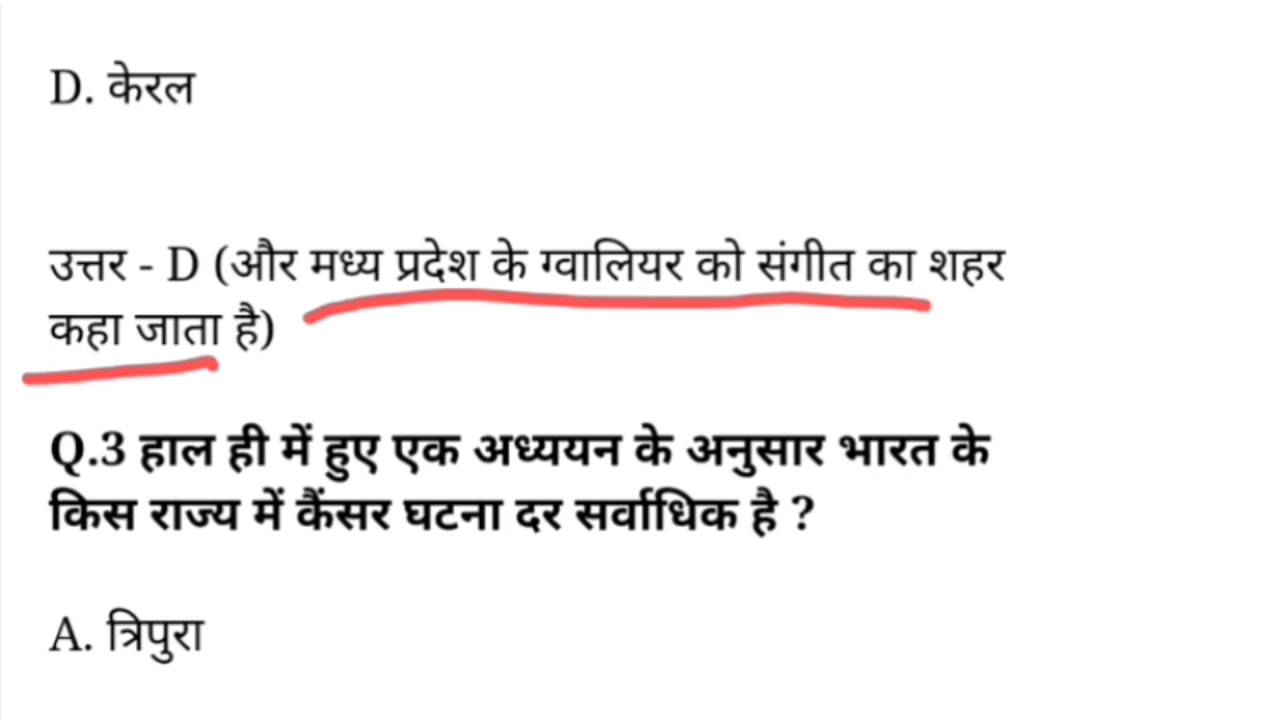 D. केरल
उत्तर - D (और मध्य प्रदेश के ग्वालियर को संगीत का शहर
कहा जाता है)
Q.3 हाल ही में हुए एक अध्ययन के अनुसार भारत के
किस राज्य में कैंसर घटना दर सर्वाधिक है ?
A. त्रिपुरा